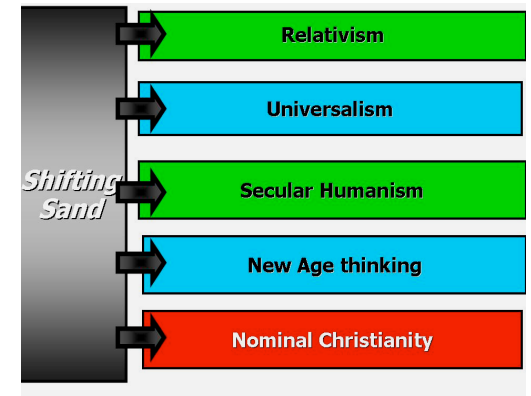 Shifting
Sand
Relativism
Universalism
Secular Humanism
New Age thinking
Nominal Christianity